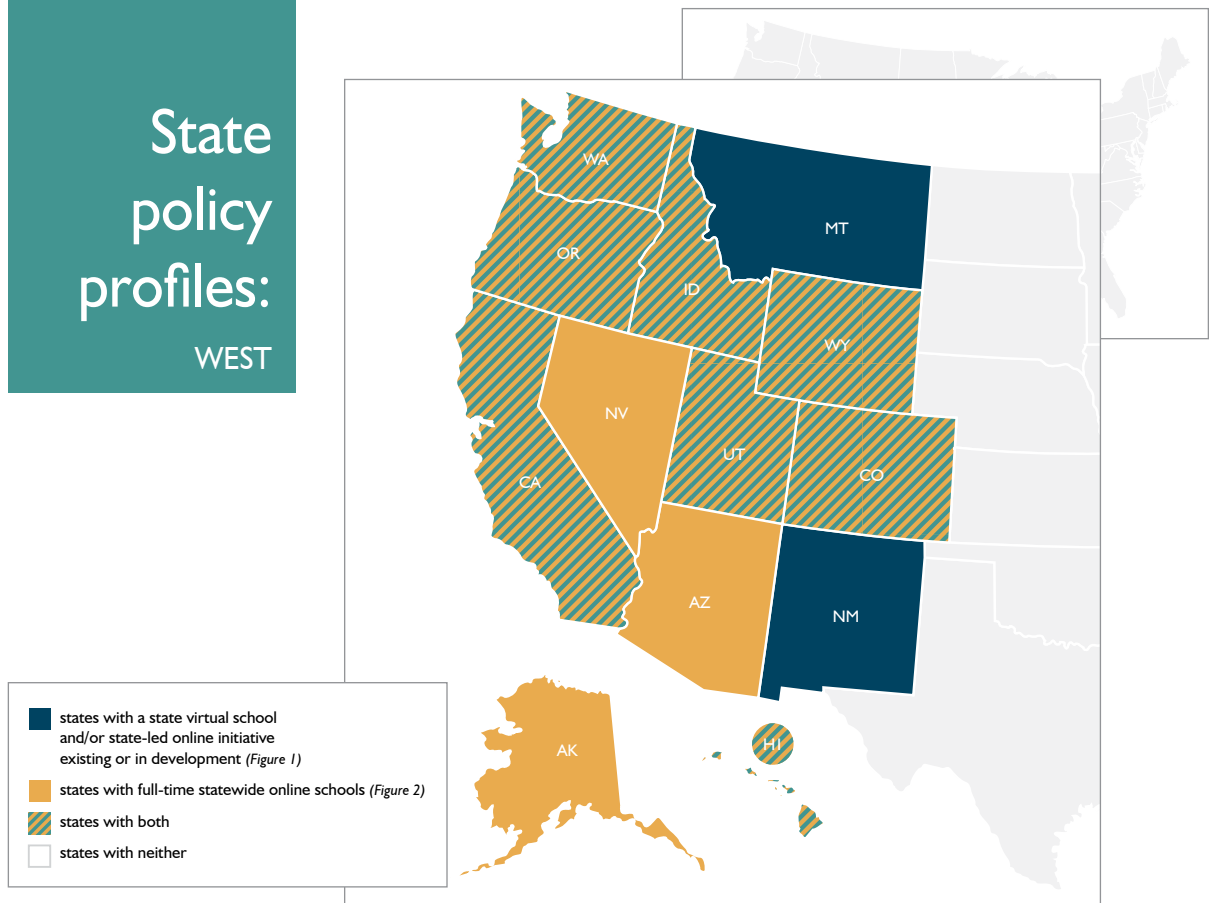 State
policy
profiles:
WEST
WA
MT
OR
ID
WY
NV
UT
CO
CA
AZ
NM
AK
HI
states with a state virtual school
and/or state-led online initiative
existing or in development (Figure 1)
states with full-time statewide online schools (Figure 2)
states with both
states with neither